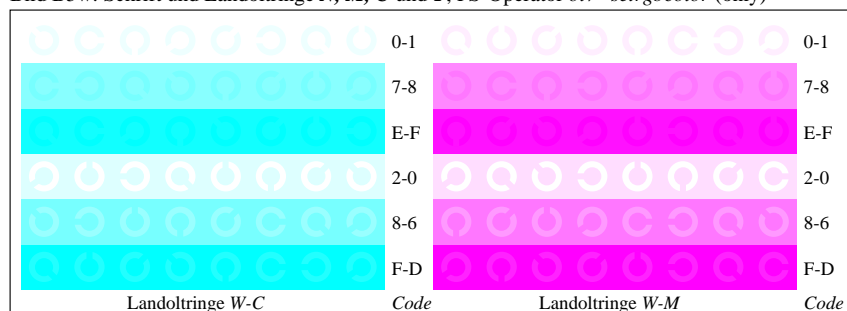 0-1 0-1
7-8 7-8
E-F E-F
2-0 2-0
8-6 8-6
F-D F-D
Landoltringe W-C Code Landoltringe W-M Code